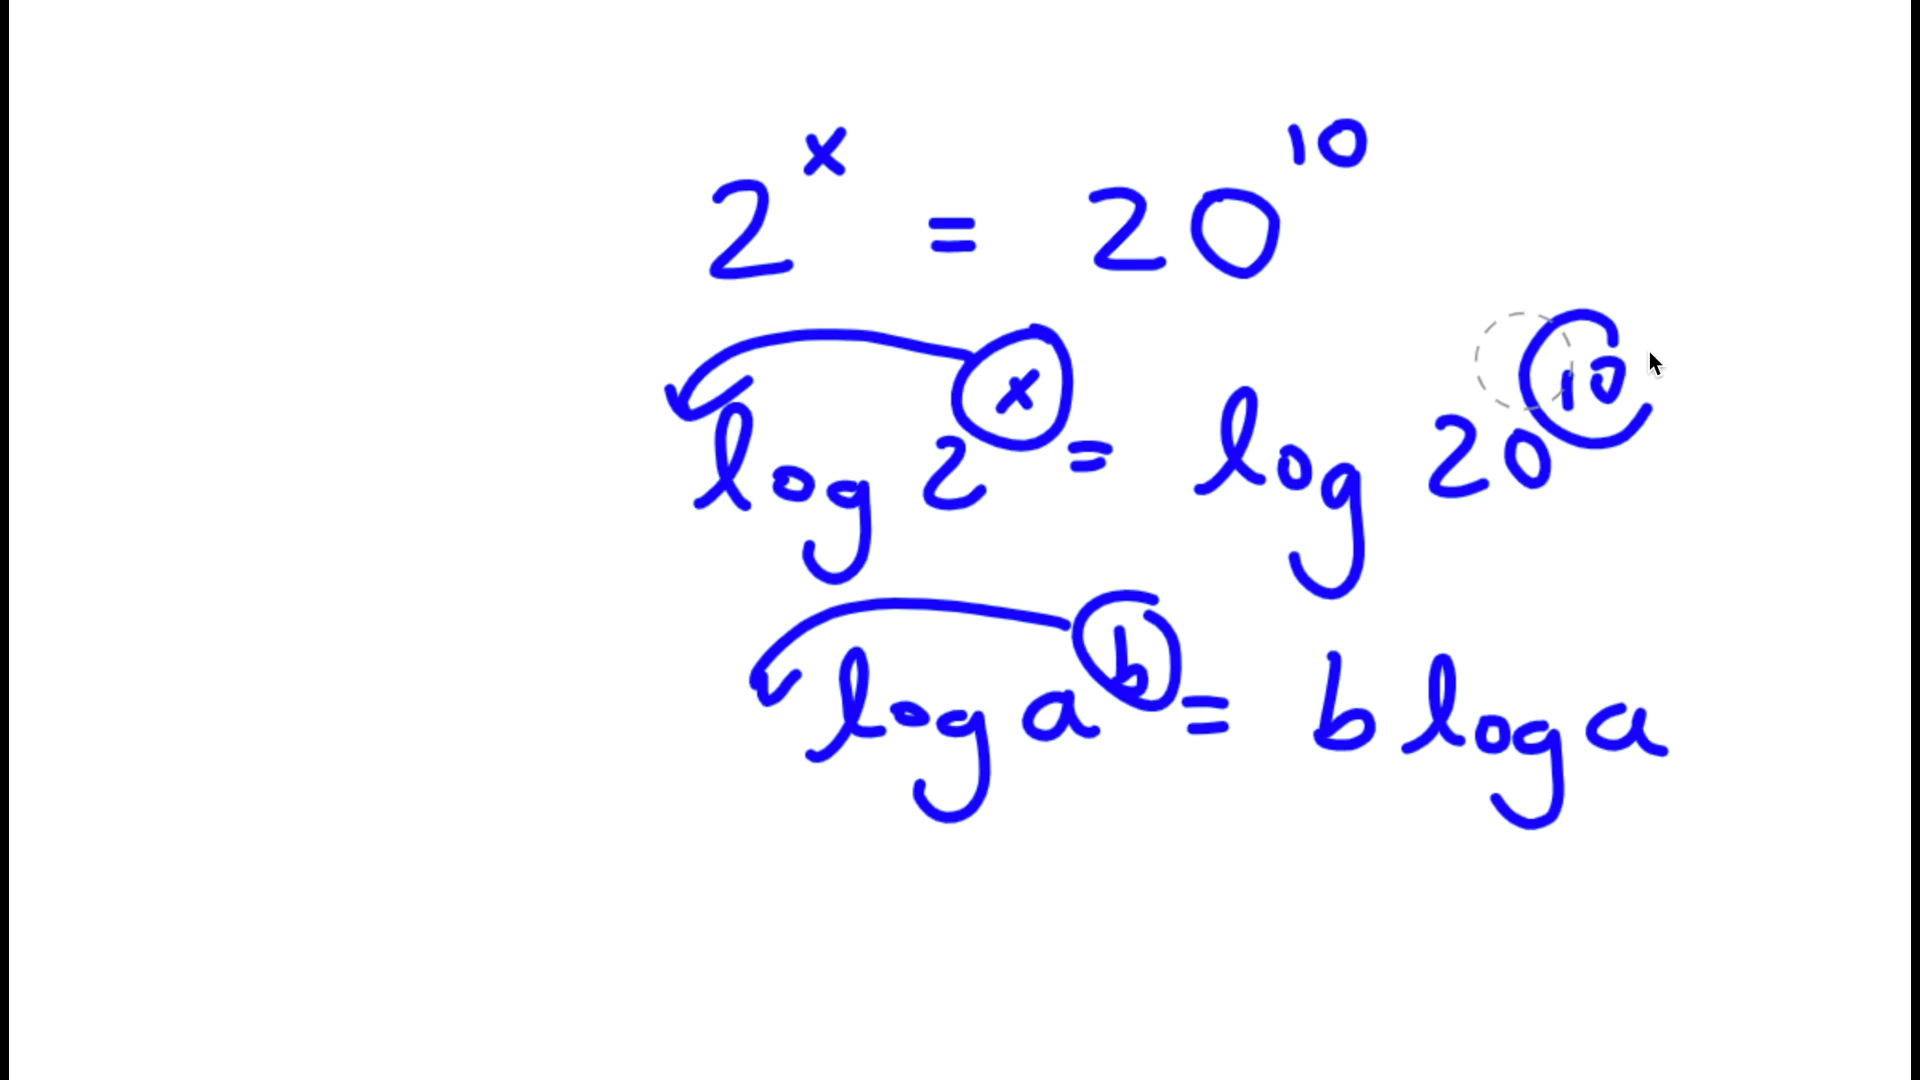 2^x = 20^10
log 2^x = log 20^10
log a^b = b log a